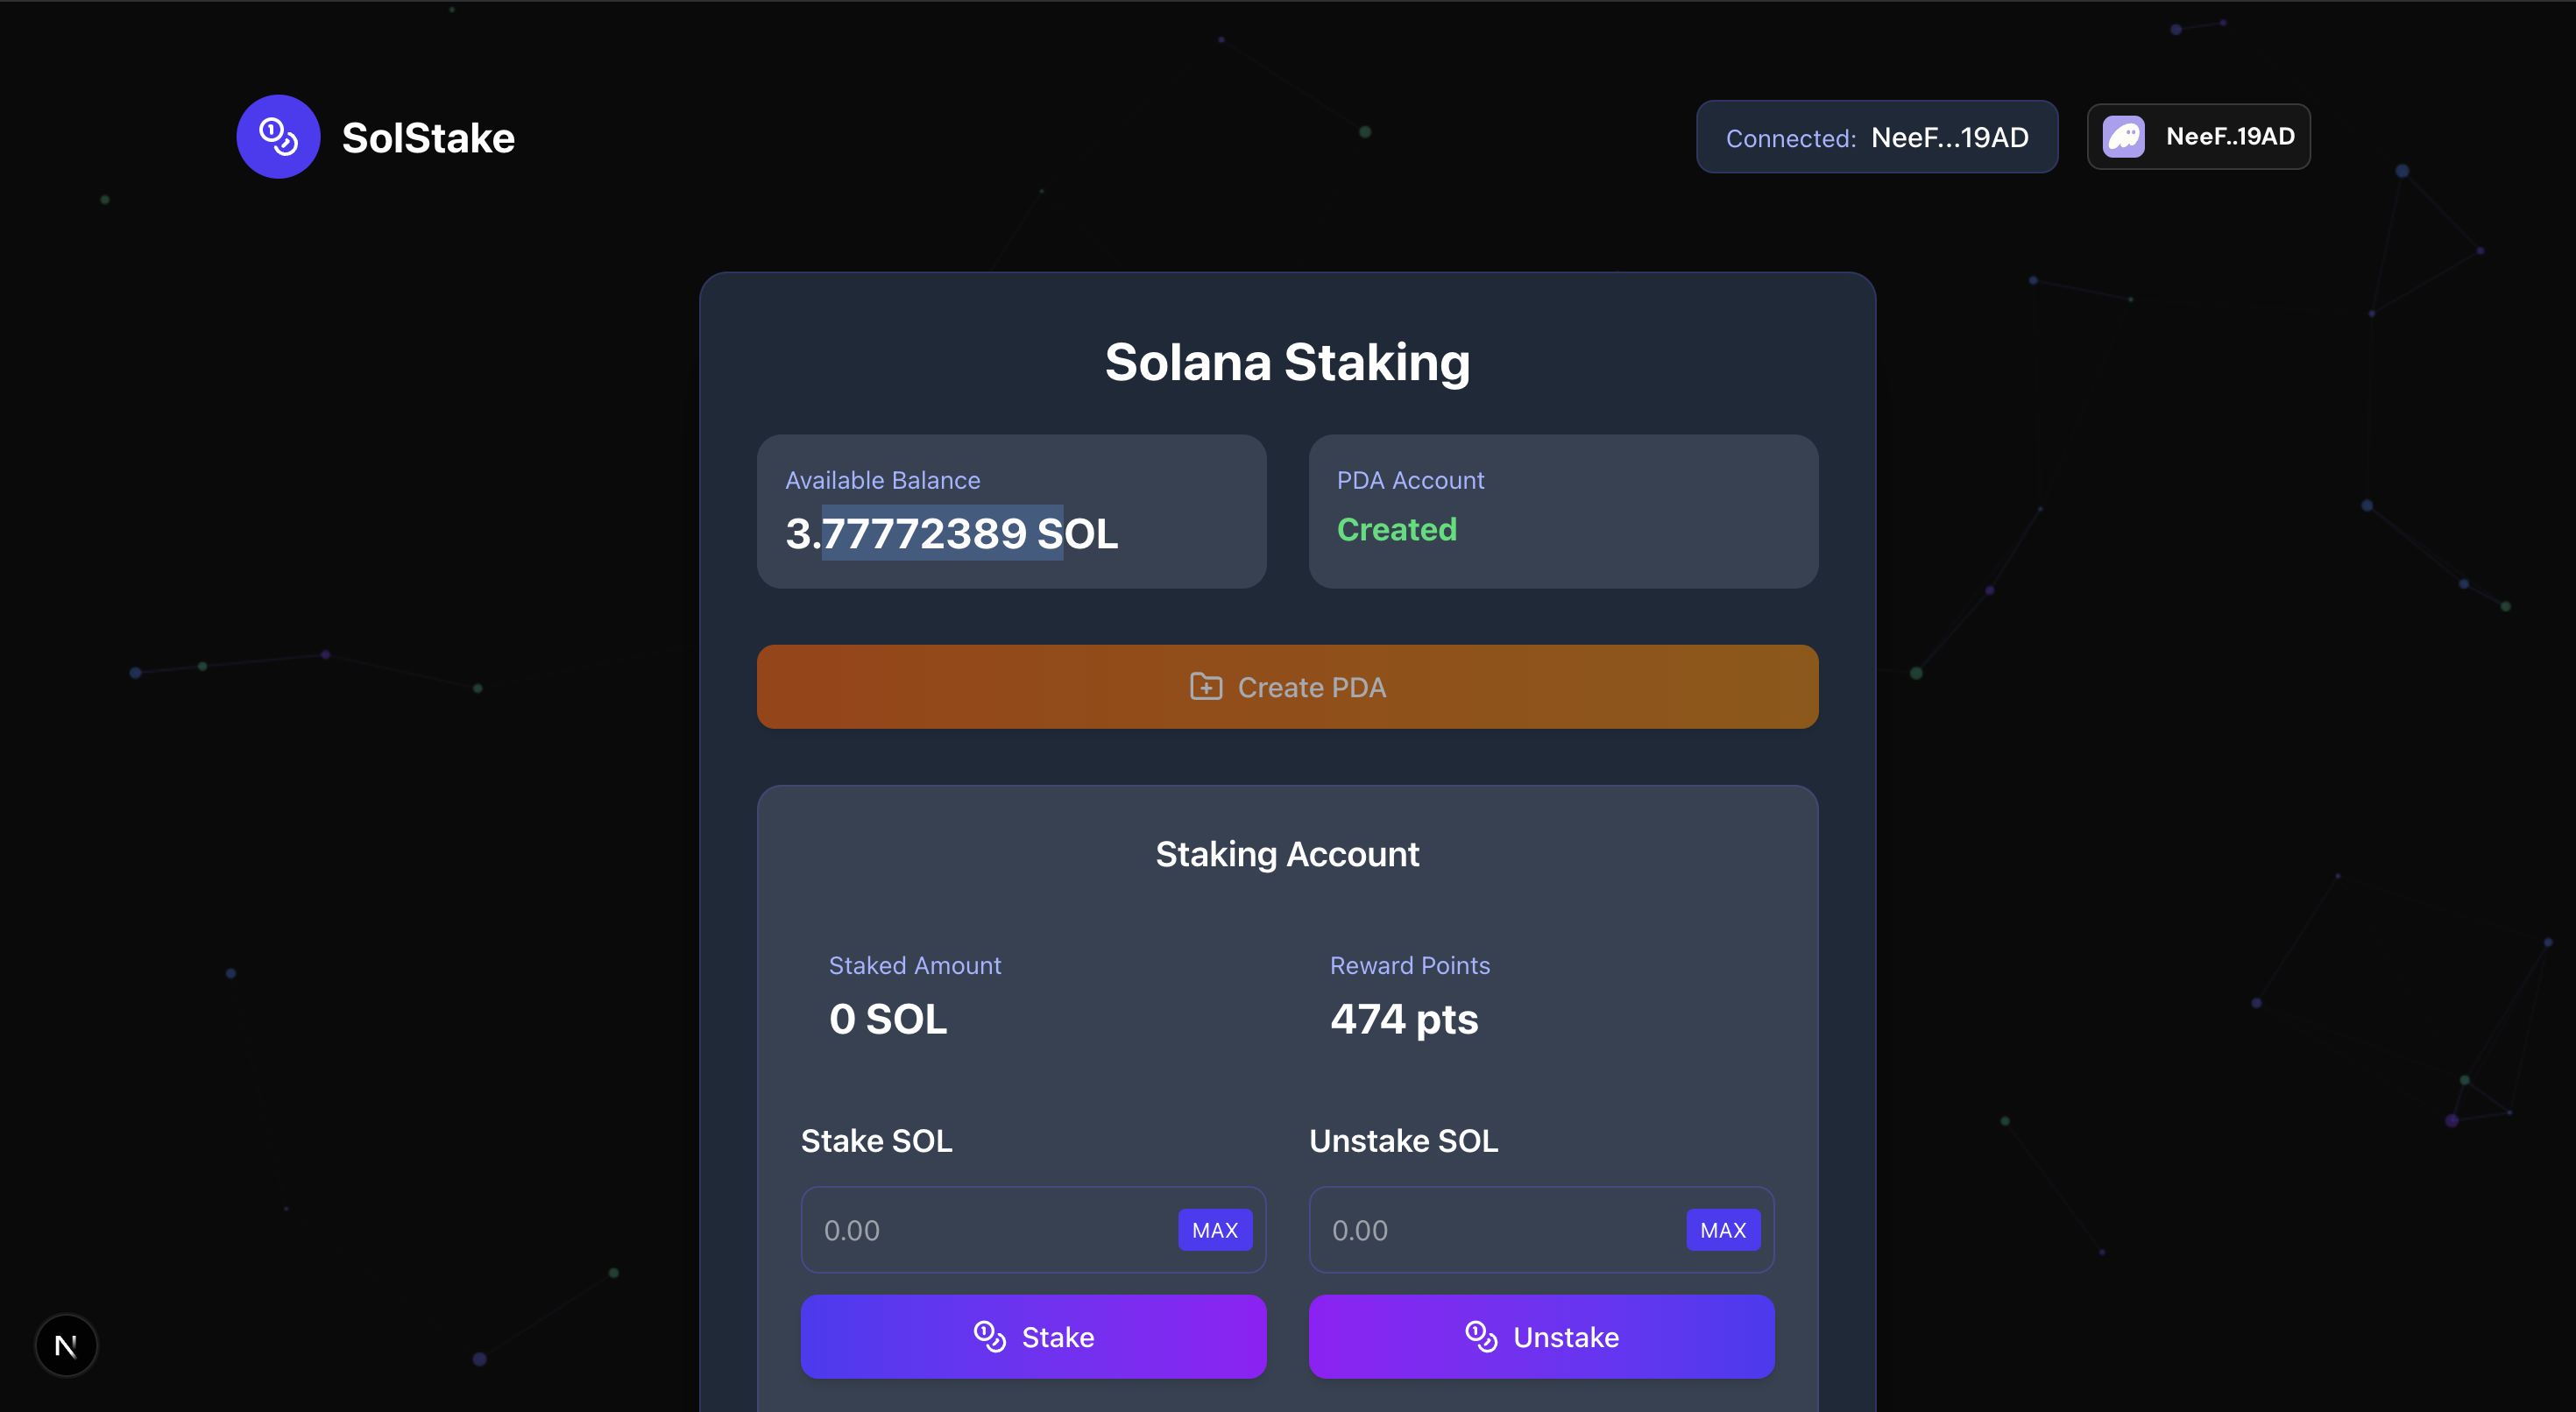 SolStake
Connected: NeeF...19AD
NeeF..19AD
Solana Staking
Available Balance
3.77772389 SOL
PDA Account
Created
Create PDA
Staking Account
Staked Amount
0 SOL
Reward Points
474 pts
Stake SOL
0.00 MAX
Stake
Unstake SOL
0.00 MAX
Unstake
N